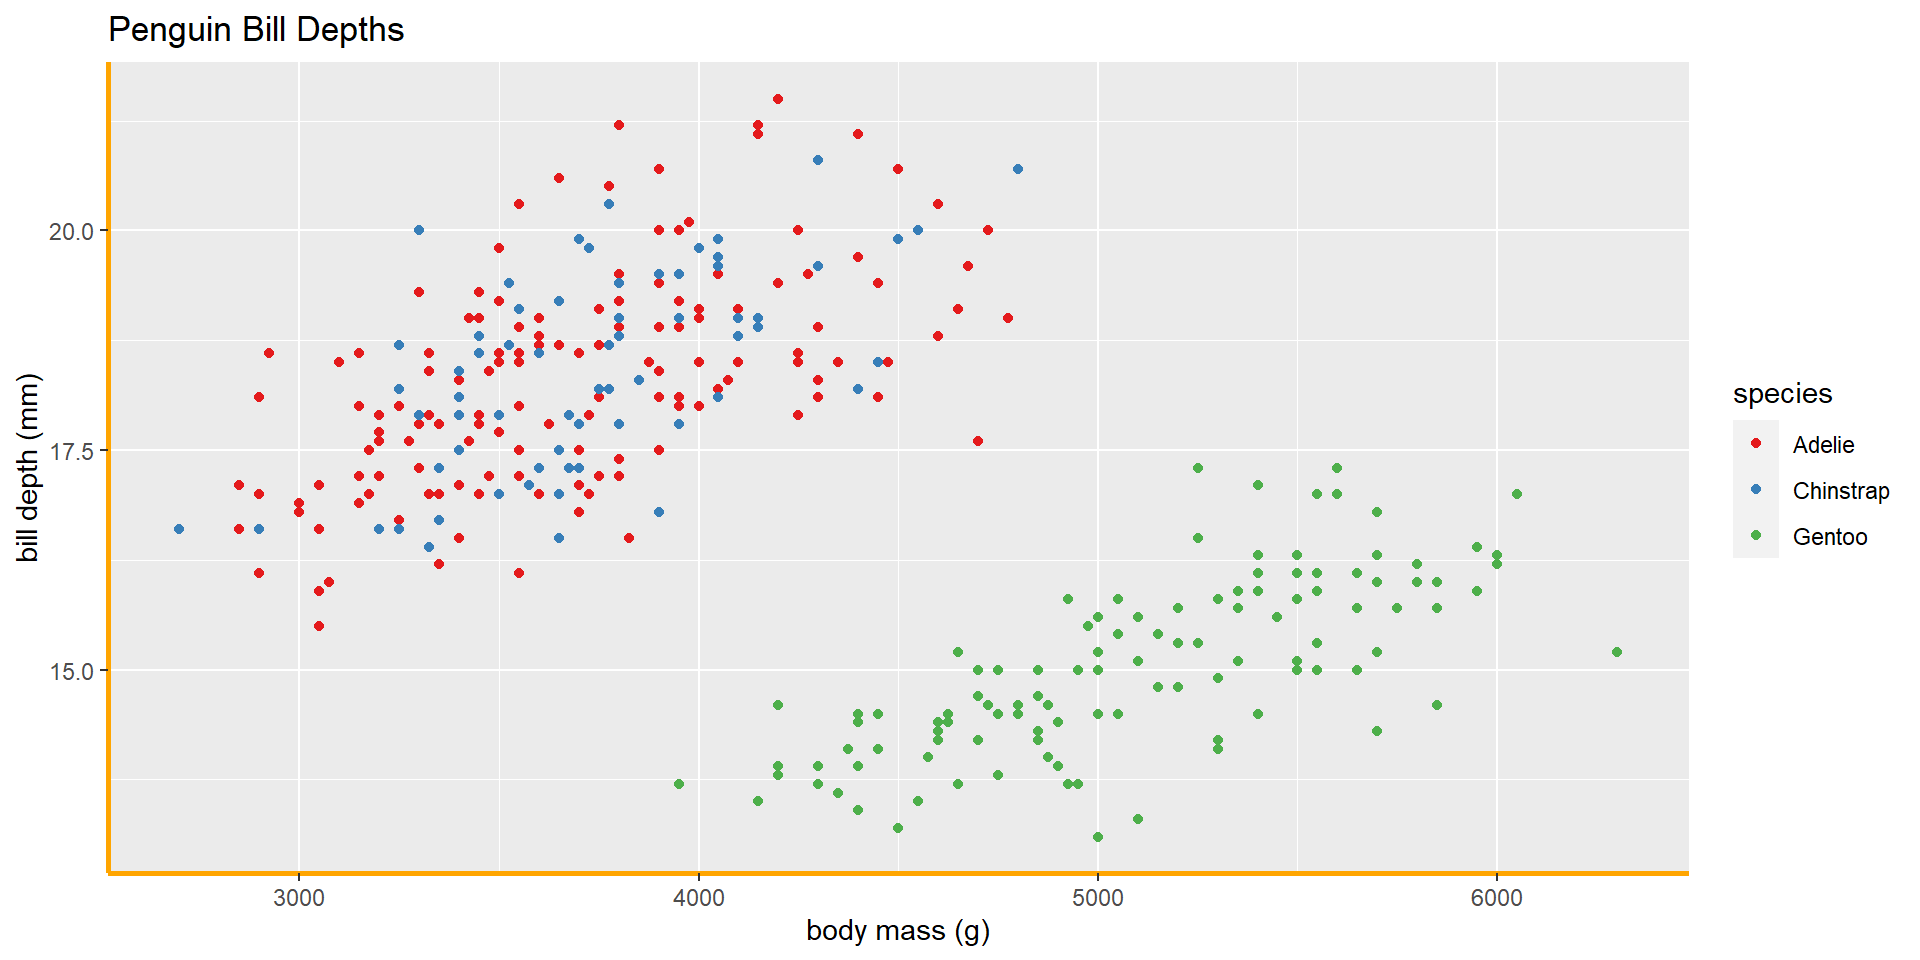 Penguin Bill Depths
bill depth (mm)
20.0
17.5
15.0
3000
4000
5000
6000
body mass (g)
species
Adelie
Chinstrap
Gentoo